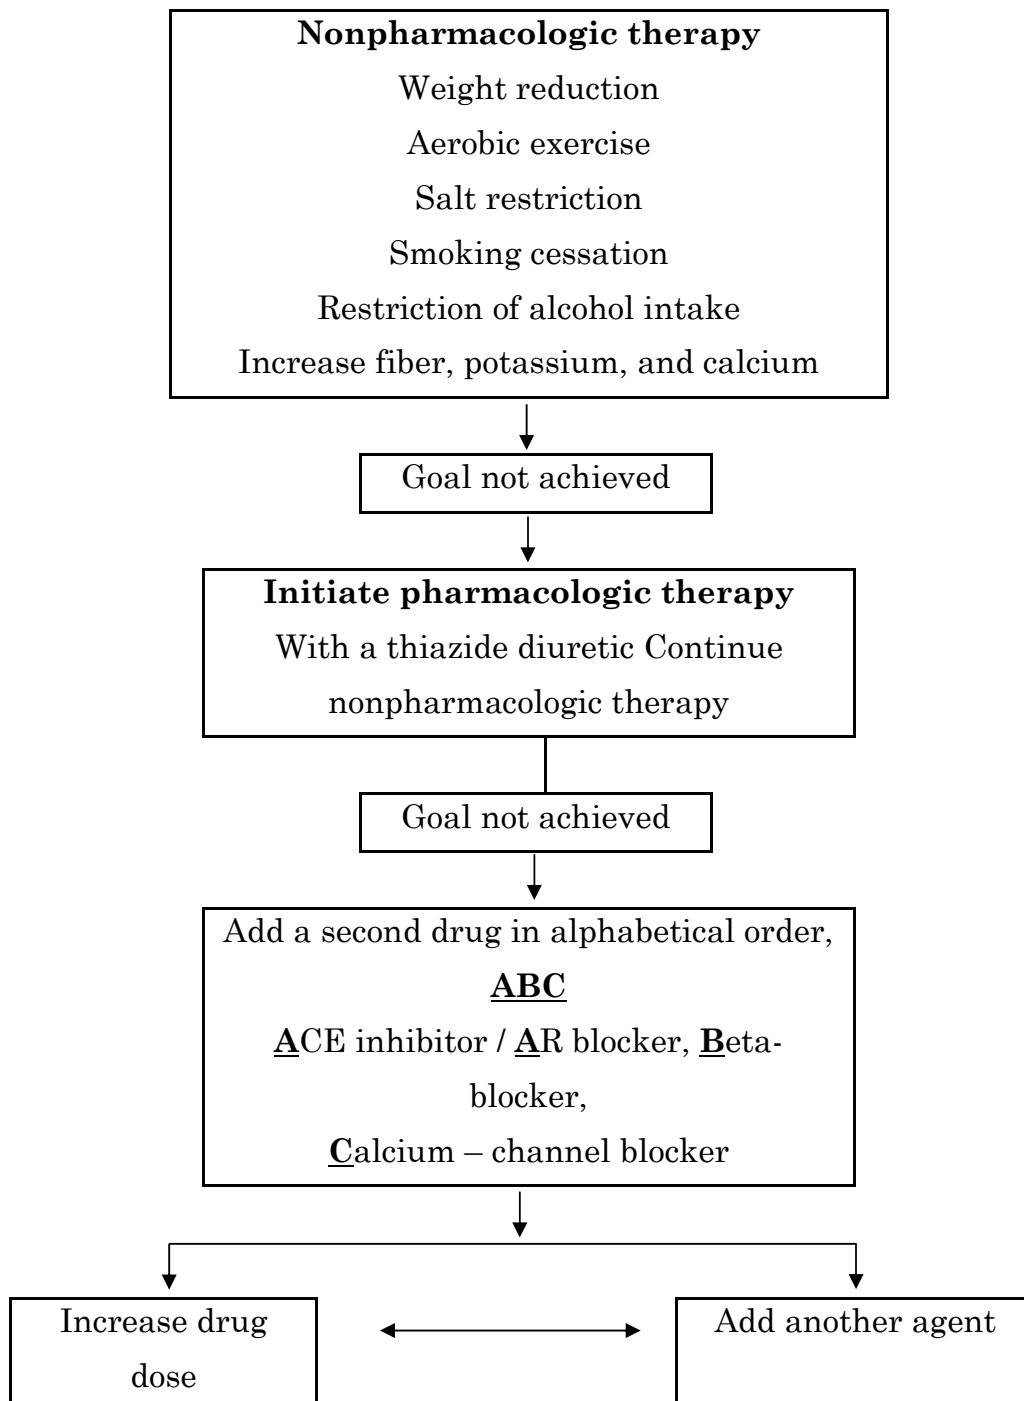 Nonpharmacologic therapy
Weight reduction
Aerobic exercise
Salt restriction
Smoking cessation
Restriction of alcohol intake
Increase fiber, potassium, and calcium
Goal not achieved
Initiate pharmacologic therapy
With a thiazide diuretic Continue
nonpharmacologic therapy
Goal not achieved
Add a second drug in alphabetical order,
ABC
ACE inhibitor / AR blocker, Beta-
blocker,
Calcium – channel blocker
Increase drug
dose
Add another agent